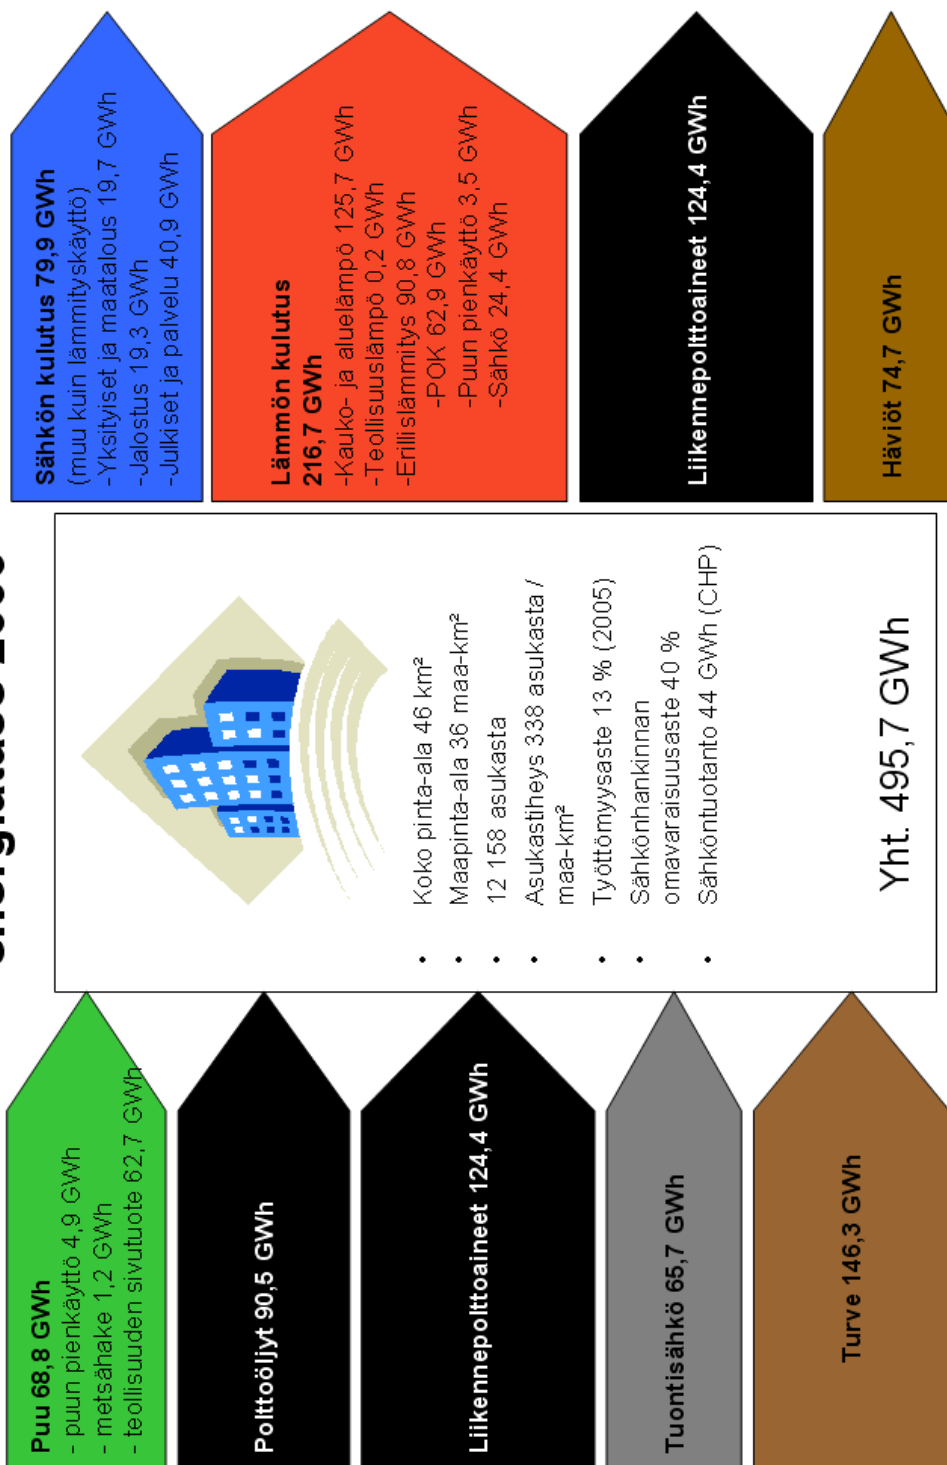 Puu 68,8 GWh
- puun pienkäyttö 4,9 GWh
- metsähake 1,2 GWh
- teollisuuden sivutuote 62,7 GWh
Polttoöljyt 90,5 GWh
Liikennepolttoaineet 124,4 GWh
Tuontisähkö 65,7 GWh
Turve 146,3 GWh
• Koko pinta-ala 46 km²
• Maapinta-ala 36 maa-km²
• 12 158 asukasta
• Asukastiheys 338 asukasta /
maa-km²
• Työttömyysaste 13 % (2005)
• Sähkönhankinnan
omavaraisuusaste 40 %
• Sähköntuotanto 44 GWh (CHP)
Yht. 495,7 GWh
Sähkön kulutus 79,9 GWh
(muu kuin lämmityskäyttö)
-Yksityiset ja maatalous 19,7 GWh
-Jalostus 19,3 GWh
-Julkiset ja palvelu 40,9 GWh
Lämmön kulutus
216,7 GWh
-Kauko- ja aluelämpö 125,7 GWh
-Teollisuuslämpö 0,2 GWh
-Erillislämmitys 90,8 GWh
-POK 62,9 GWh
-Puun pienkäyttö 3,5 GWh
-Sähkö 24,4 GWh
Liikennepolttoaineet 124,4 GWh
Häviöt 74,7 GWh